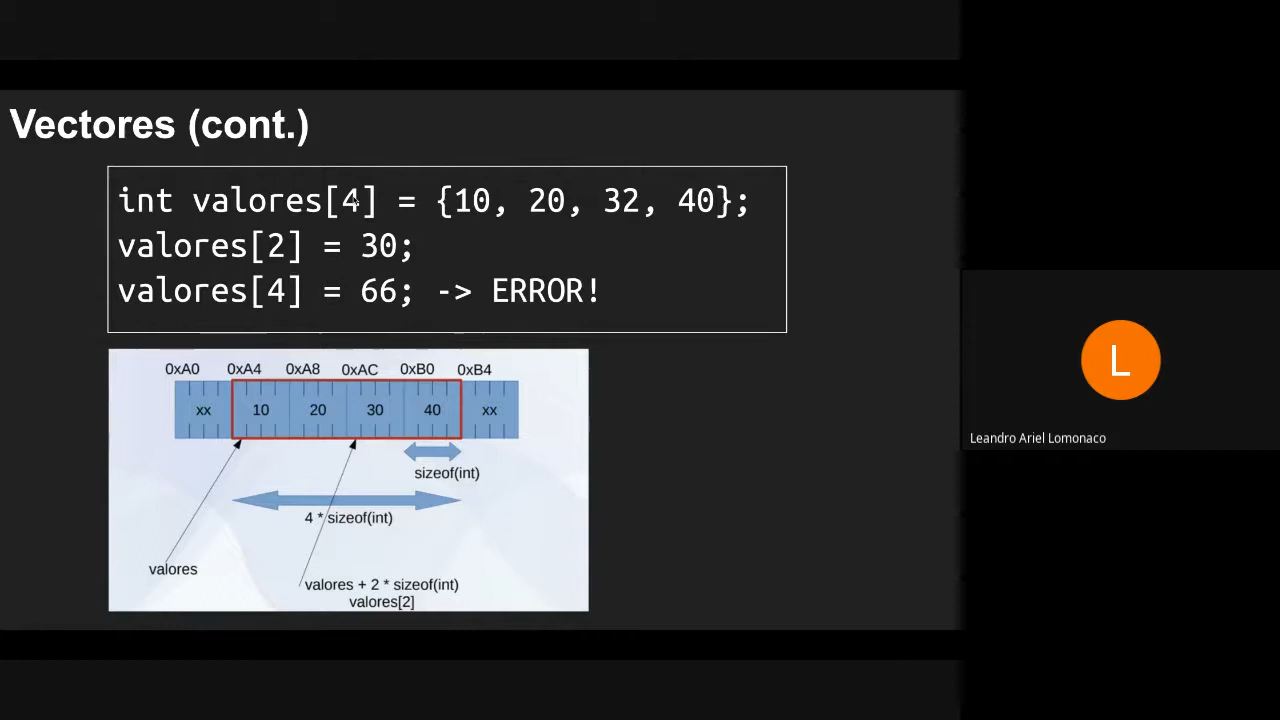 Vectores (cont.)
int valores[4] = {10, 20, 32, 40};
valores[2] = 30;
valores[4] = 66; -> ERROR!
0xA0 0xA4 0xA8 0xAC 0xB0 0xB4
xx 10 20 30 40 xx
sizeof(int)
4 * sizeof(int)
valores
valores + 2 * sizeof(int)
valores[2]
L
Leandro Ariel Lomonaco